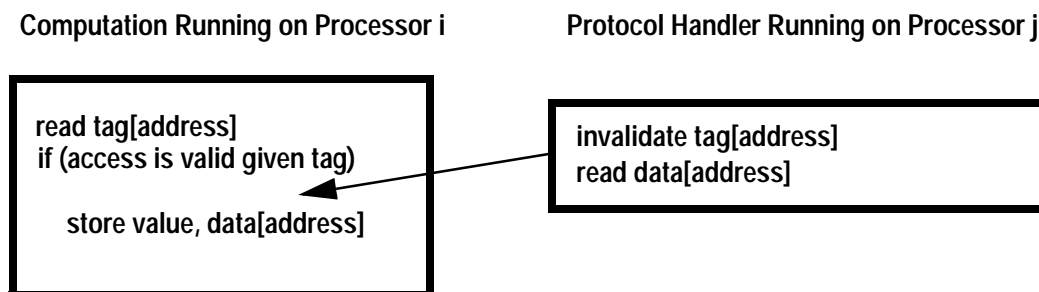 Computation Running on Processor i
Protocol Handler Running on Processor j
read tag[address]
if (access is valid given tag)
store value, data[address]
invalidate tag[address]
read data[address]